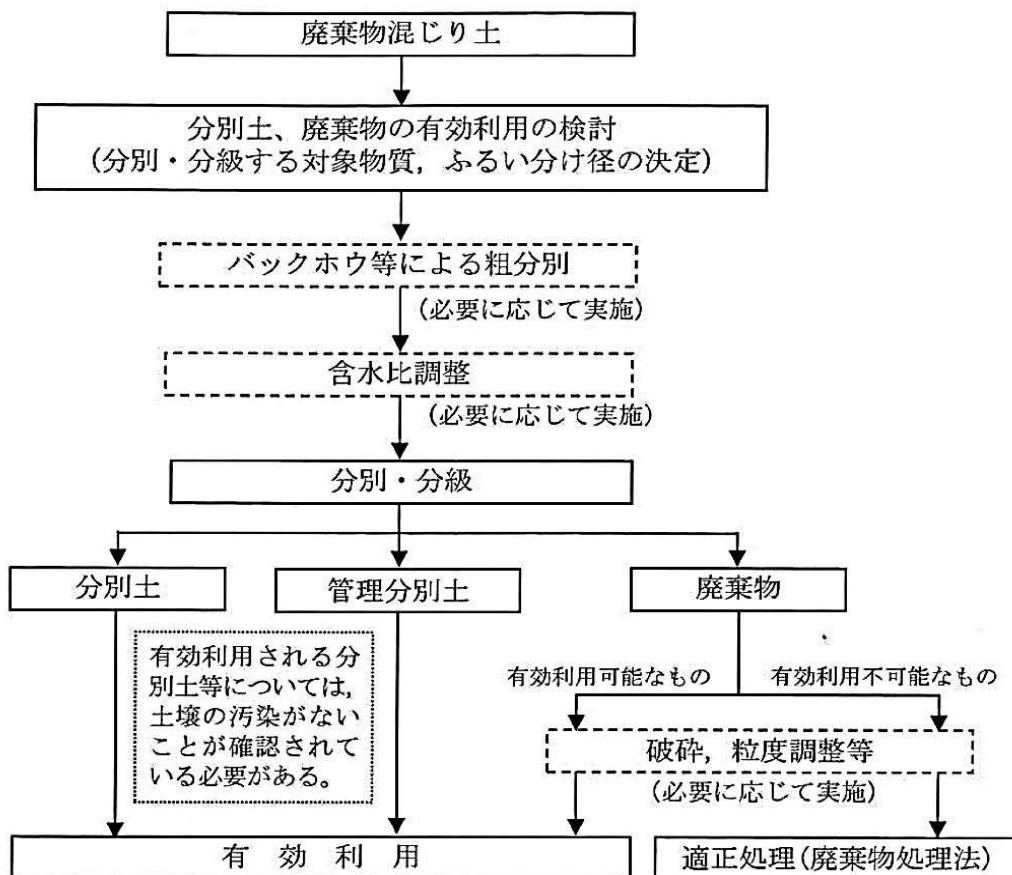 廃棄物混じり土
分別土、廃棄物の有効利用の検討
(分別・分級する対象物質，ふるい分け径の決定)
バックホウ等による粗分別
(必要に応じて実施)
含水比調整
(必要に応じて実施)
分別・分級
分別土
管理分別土
廃棄物
有効利用される分
別土等については，
土壌の汚染がない
ことが確認されて
いる必要がある。
有効利用可能なもの
有効利用不可能なもの
破砕，粒度調整等
(必要に応じて実施)
有　効　利　用
適正処理(廃棄物処理法)